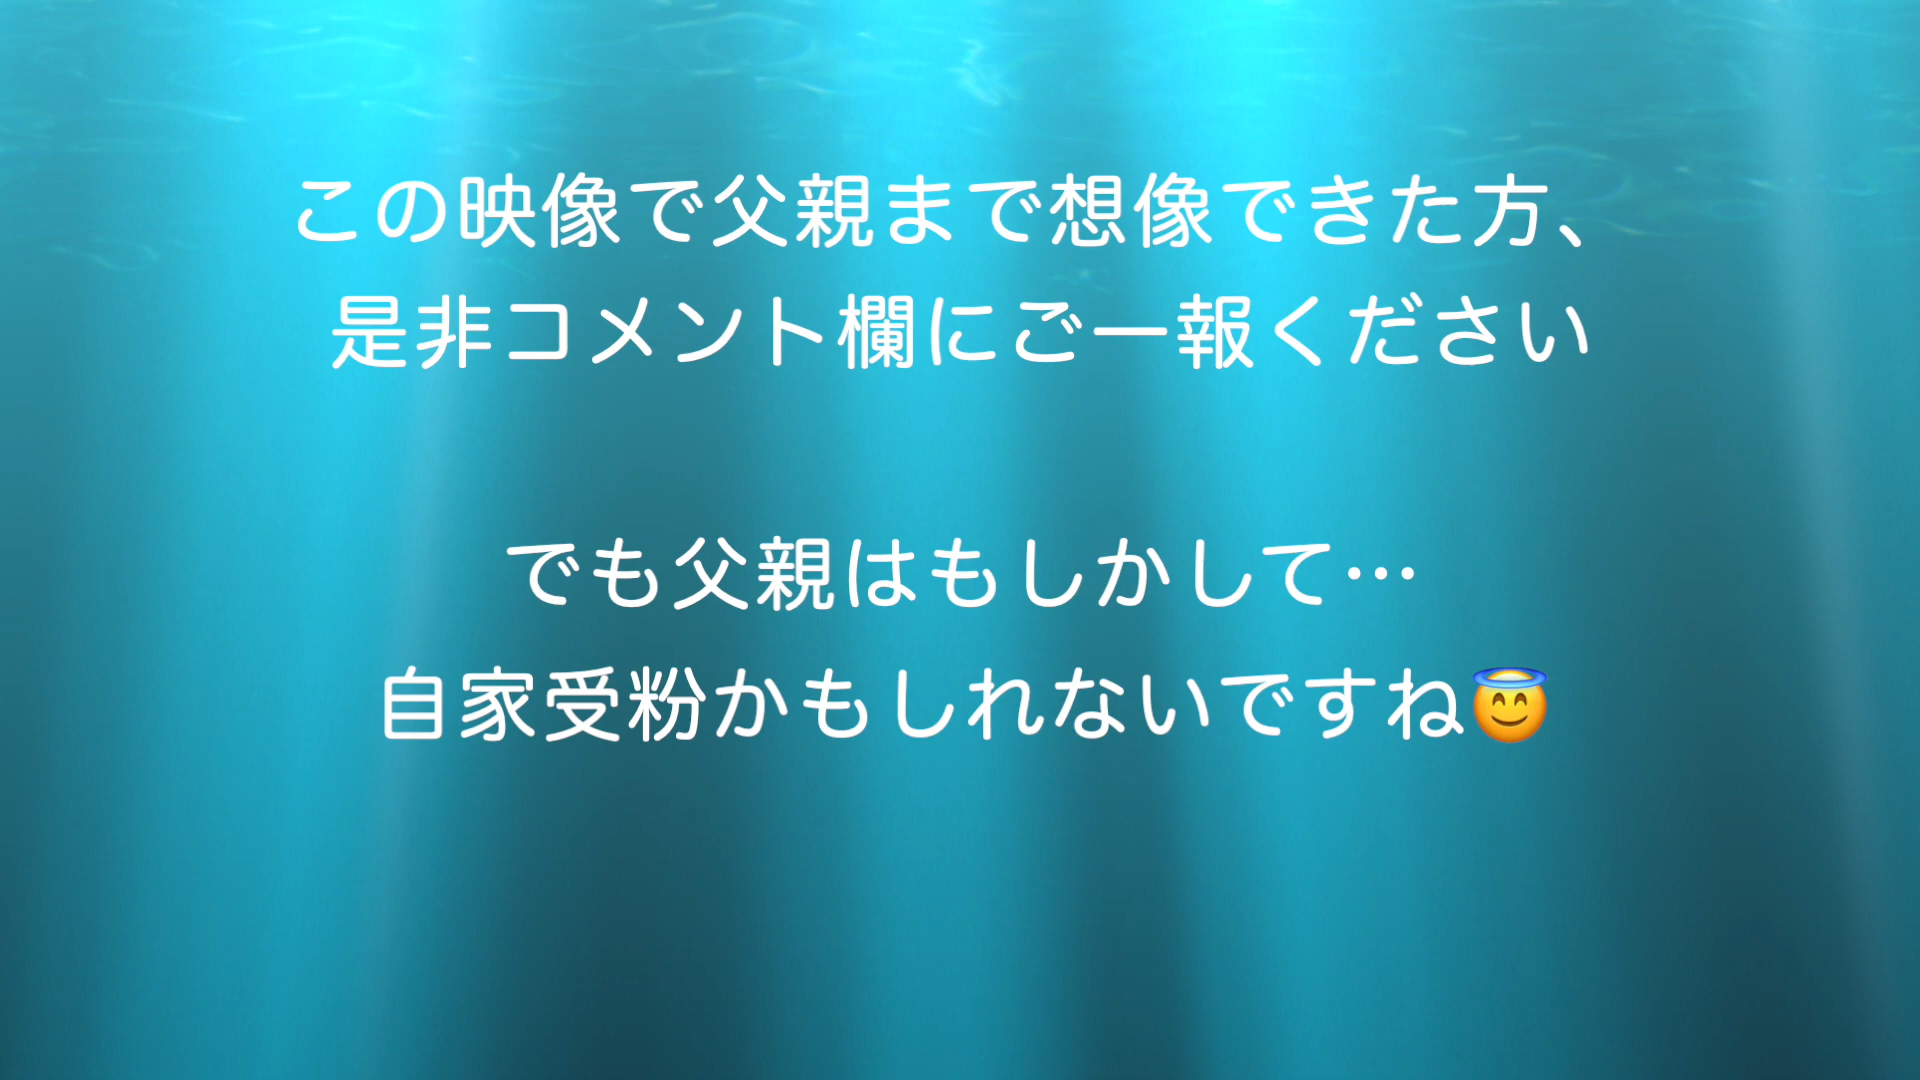 この映像で父親まで想像できた方、
是非コメント欄にご一報ください
でも父親はもしかして…
自家受粉かもしれないですね😇